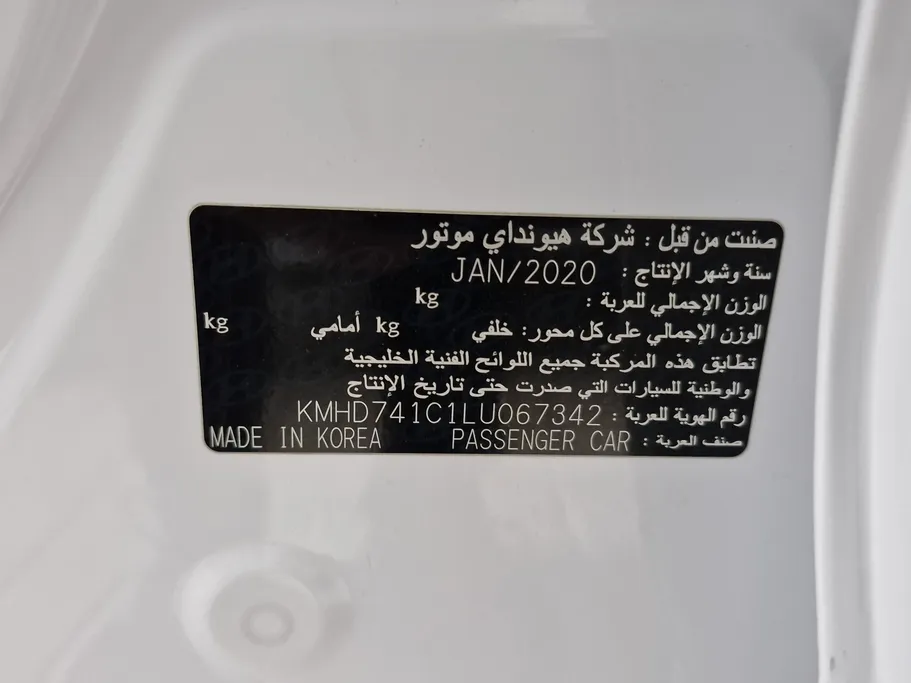 صنعت من قبل : شركة هيونداي موتور
سنة وشهر الإنتاج : JAN/2020
الوزن الإجمالي للعربة : kg
الوزن الإجمالي على كل محور: خلفي kg أمامي kg
تطابق هذه المركبة جميع اللوائح الفنية الخليجية
والوطنية للسيارات التي صدرت حتى تاريخ الإنتاج
رقم الهوية للعربة : KMHD741C1LU067342
صنف العربة : PASSENGER CAR MADE IN KOREA